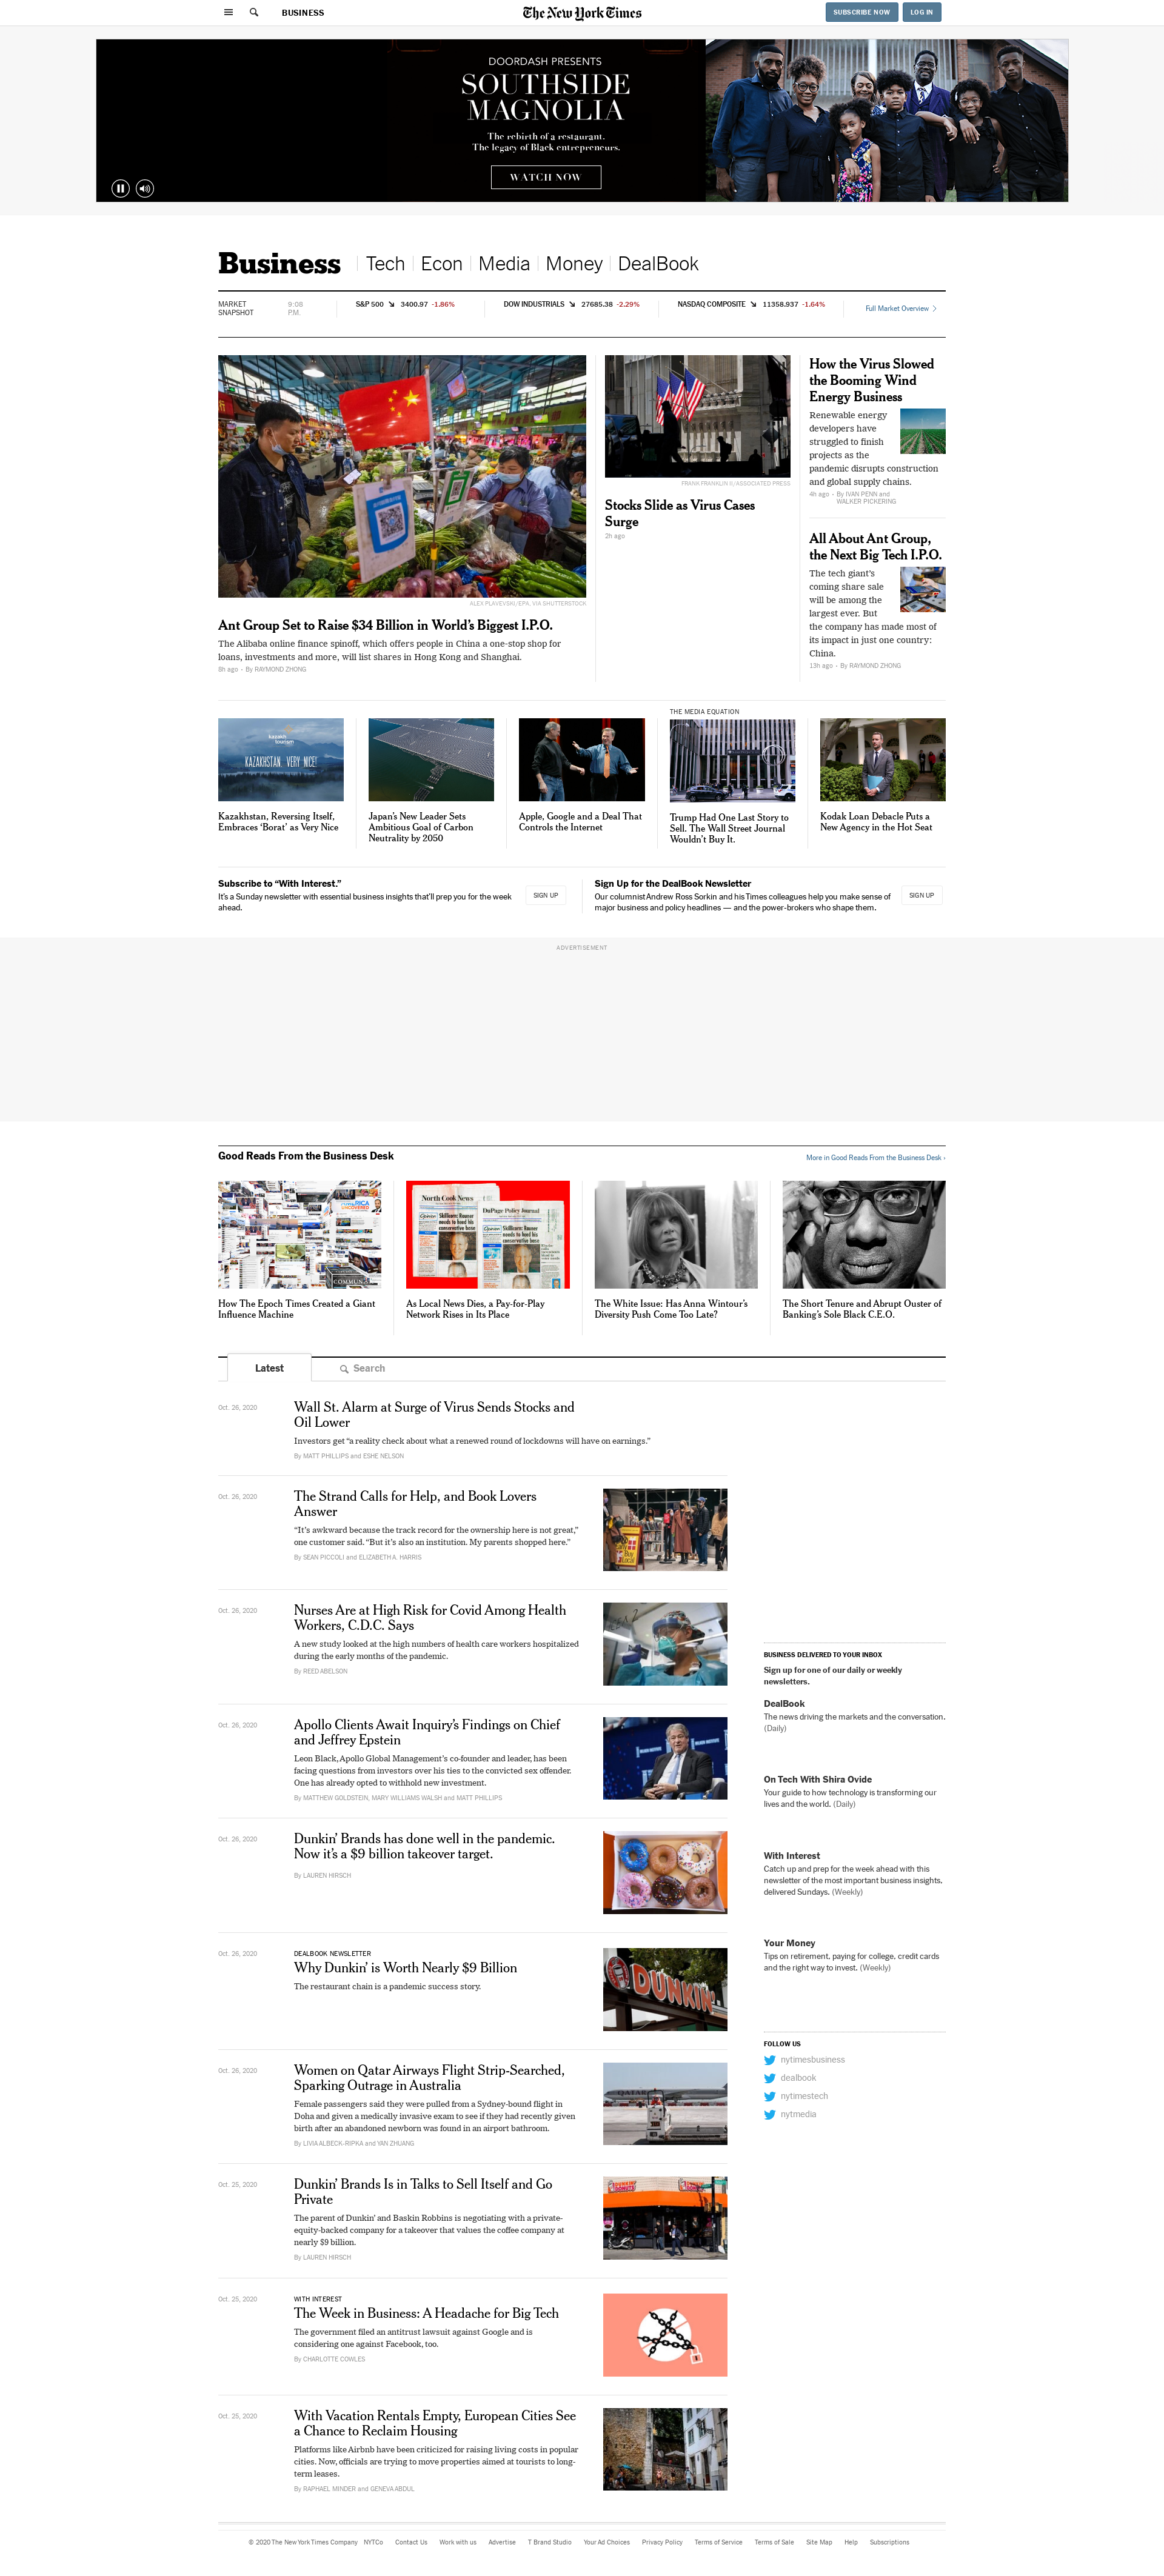 BUSINESS
The New York Times
SUBSCRIBE NOW
LOG IN
DOORDASH PRESENTS
SOUTHSIDE
MAGNOLIA
The rebirth of a restaurant.
The legacy of Black entrepreneurs.
WATCH NOW
Business
Tech
Econ
Media
Money
DealBook
MARKET
SNAPSHOT
9:08
P.M.
S&P 500 3400.97 -1.86%
DOW INDUSTRIALS 27685.38 -2.29%
NASDAQ COMPOSITE 11358.937 -1.64%
Full Market Overview
ALEX PLAVEVSKI/EPA, VIA SHUTTERSTOCK
Ant Group Set to Raise $34 Billion in World’s Biggest I.P.O.
The Alibaba online finance spinoff, which offers people in China a one-stop shop for
loans, investments and more, will list shares in Hong Kong and Shanghai.
8h ago • By RAYMOND ZHONG
FRANK FRANKLIN II/ASSOCIATED PRESS
Stocks Slide as Virus Cases
Surge
2h ago
How the Virus Slowed
the Booming Wind
Energy Business
Renewable energy
developers have
struggled to finish
projects as the
pandemic disrupts construction
and global supply chains.
4h ago • By IVAN PENN and
WALKER PICKERING
All About Ant Group,
the Next Big Tech I.P.O.
The tech giant’s
coming share sale
will be among the
largest ever. But
the company has made most of
its impact in just one country:
China.
13h ago • By RAYMOND ZHONG
kazakh
tourism
KAZAKHSTAN. VERY NICE!
Kazakhstan, Reversing Itself,
Embraces ‘Borat’ as Very Nice
Japan’s New Leader Sets
Ambitious Goal of Carbon
Neutrality by 2050
Apple, Google and a Deal That
Controls the Internet
THE MEDIA EQUATION
Trump Had One Last Story to
Sell. The Wall Street Journal
Wouldn’t Buy It.
Kodak Loan Debacle Puts a
New Agency in the Hot Seat
Subscribe to “With Interest.”
It’s a Sunday newsletter with essential business insights that’ll prep you for the week
ahead.
SIGN UP
Sign Up for the DealBook Newsletter
Our columnist Andrew Ross Sorkin and his Times colleagues help you make sense of
major business and policy headlines — and the power-brokers who shape them.
SIGN UP
ADVERTISEMENT
Good Reads From the Business Desk
More in Good Reads From the Business Desk ›
North Cook News
DuPage Policy Journal
How The Epoch Times Created a Giant
Influence Machine
As Local News Dies, a Pay-for-Play
Network Rises in Its Place
The White Issue: Has Anna Wintour’s
Diversity Push Come Too Late?
The Short Tenure and Abrupt Ouster of
Banking’s Sole Black C.E.O.
Latest
Search
Oct. 26, 2020
Wall St. Alarm at Surge of Virus Sends Stocks and
Oil Lower
Investors get “a reality check about what a renewed round of lockdowns will have on earnings.”
By MATT PHILLIPS and ESHE NELSON
Oct. 26, 2020
The Strand Calls for Help, and Book Lovers
Answer
“It’s awkward because the track record for the ownership here is not great,”
one customer said. “But it’s also an institution. My parents shopped here.”
By SEAN PICCOLI and ELIZABETH A. HARRIS
Oct. 26, 2020
Nurses Are at High Risk for Covid Among Health
Workers, C.D.C. Says
A new study looked at the high numbers of health care workers hospitalized
during the early months of the pandemic.
By REED ABELSON
Oct. 26, 2020
Apollo Clients Await Inquiry’s Findings on Chief
and Jeffrey Epstein
Leon Black, Apollo Global Management’s co-founder and leader, has been
facing questions from investors over his ties to the convicted sex offender.
One has already opted to withhold new investment.
By MATTHEW GOLDSTEIN, MARY WILLIAMS WALSH and MATT PHILLIPS
Oct. 26, 2020
Dunkin’ Brands has done well in the pandemic.
Now it’s a $9 billion takeover target.
By LAUREN HIRSCH
Oct. 26, 2020
DEALBOOK NEWSLETTER
Why Dunkin’ is Worth Nearly $9 Billion
The restaurant chain is a pandemic success story.
DUNKIN'
Oct. 26, 2020
Women on Qatar Airways Flight Strip-Searched,
Sparking Outrage in Australia
Female passengers said they were pulled from a Sydney-bound flight in
Doha and given a medically invasive exam to see if they had recently given
birth after an abandoned newborn was found in an airport bathroom.
By LIVIA ALBECK-RIPKA and YAN ZHUANG
QATAR
Oct. 25, 2020
Dunkin’ Brands Is in Talks to Sell Itself and Go
Private
The parent of Dunkin’ and Baskin Robbins is negotiating with a private-
equity-backed company for a takeover that values the coffee company at
nearly $9 billion.
By LAUREN HIRSCH
Oct. 25, 2020
WITH INTEREST
The Week in Business: A Headache for Big Tech
The government filed an antitrust lawsuit against Google and is
considering one against Facebook, too.
By CHARLOTTE COWLES
Oct. 25, 2020
With Vacation Rentals Empty, European Cities See
a Chance to Reclaim Housing
Platforms like Airbnb have been criticized for raising living costs in popular
cities. Now, officials are trying to move properties aimed at tourists to long-
term leases.
By RAPHAEL MINDER and GENEVA ABDUL
BUSINESS DELIVERED TO YOUR INBOX
Sign up for one of our daily or weekly
newsletters.
DealBook
The news driving the markets and the conversation.
(Daily)
On Tech With Shira Ovide
Your guide to how technology is transforming our
lives and the world. (Daily)
With Interest
Catch up and prep for the week ahead with this
newsletter of the most important business insights,
delivered Sundays. (Weekly)
Your Money
Tips on retirement, paying for college, credit cards
and the right way to invest. (Weekly)
FOLLOW US
nytimesbusiness
dealbook
nytimestech
nytmedia
© 2020 The New York Times Company
NYTCo
Contact Us
Work with us
Advertise
T Brand Studio
Your Ad Choices
Privacy Policy
Terms of Service
Terms of Sale
Site Map
Help
Subscriptions